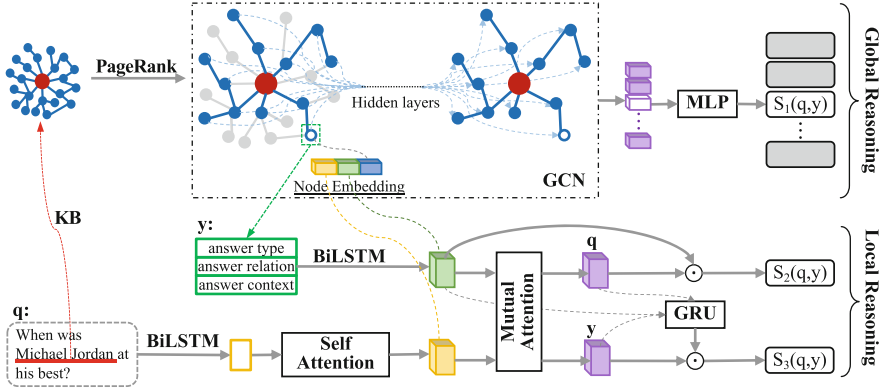 PageRank
Hidden layers
Node Embedding
GCN
MLP
S1(q,y)
Global Reasoning
KB
y:
answer type
answer relation
answer context
BiLSTM
Mutual Attention
q
y
GRU
S2(q,y)
S3(q,y)
Local Reasoning
q:
When was
Michael Jordan at
his best?
BiLSTM
Self
Attention